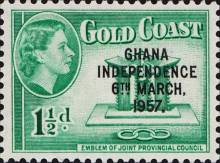 GOLD COAST
GHANA
INDEPENDENCE
6TH MARCH,
1957.
1½d.
EMBLEM OF JOINT PROVINCIAL COUNCIL